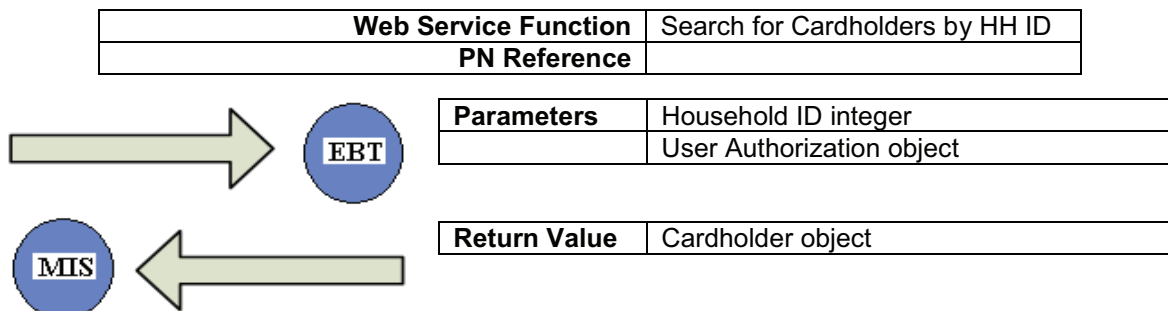 Web Service Function Search for Cardholders by HH ID
PN Reference
Parameters Household ID integer
EBT User Authorization object
Return Value Cardholder object
MIS